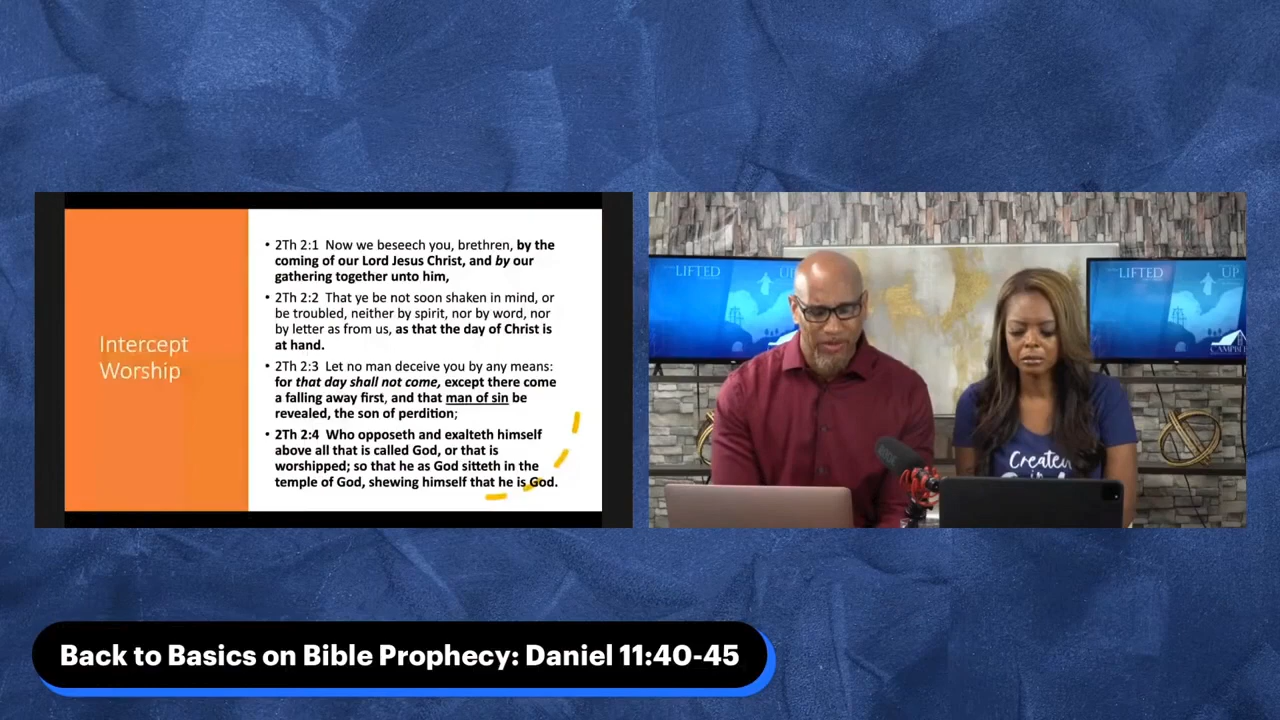 Intercept
Worship
• 2Th 2:1 Now we beseech you, brethren, by the
coming of our Lord Jesus Christ, and by our
gathering together unto him,
• 2Th 2:2 That ye be not soon shaken in mind, or
be troubled, neither by spirit, nor by word, nor
by letter as from us, as that the day of Christ is
at hand.
• 2Th 2:3 Let no man deceive you by any means:
for that day shall not come, except there come
a falling away first, and that man of sin be
revealed, the son of perdition;
• 2Th 2:4 Who opposeth and exalteth himself
above all that is called God, or that is
worshipped; so that he as God sitteth in the
temple of God, shewing himself that he is God.
LIFTED
LIFTED
UP
Created
Back to Basics on Bible Prophecy: Daniel 11:40-45